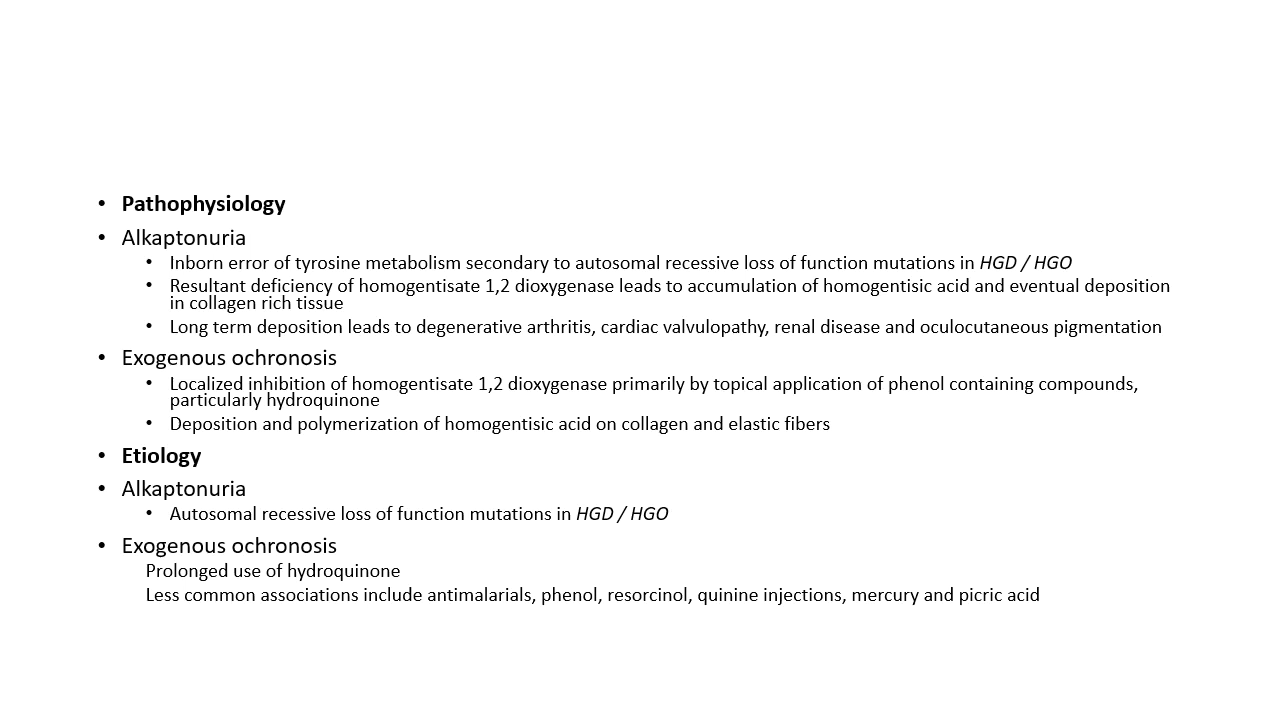 • Pathophysiology
• Alkaptonuria
• Inborn error of tyrosine metabolism secondary to autosomal recessive loss of function mutations in HGD / HGO
• Resultant deficiency of homogentisate 1,2 dioxygenase leads to accumulation of homogentisic acid and eventual deposition
in collagen rich tissue
• Long term deposition leads to degenerative arthritis, cardiac valvulopathy, renal disease and oculocutaneous pigmentation
• Exogenous ochronosis
• Localized inhibition of homogentisate 1,2 dioxygenase primarily by topical application of phenol containing compounds,
particularly hydroquinone
• Deposition and polymerization of homogentisic acid on collagen and elastic fibers
• Etiology
• Alkaptonuria
• Autosomal recessive loss of function mutations in HGD / HGO
• Exogenous ochronosis
Prolonged use of hydroquinone
Less common associations include antimalarials, phenol, resorcinol, quinine injections, mercury and picric acid